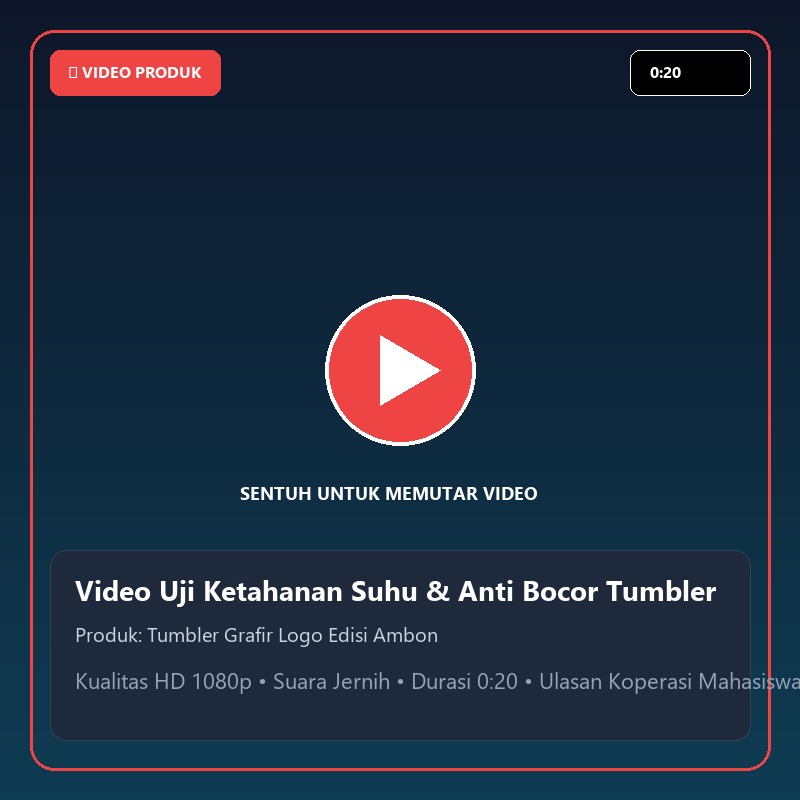 VIDEO PRODUK
0:20
SENTUH UNTUK MEMUTAR VIDEO
Video Uji Ketahanan Suhu & Anti Bocor Tumbler
Produk: Tumbler Grafir Logo Edisi Ambon
Kualitas HD 1080p • Suara Jernih • Durasi 0:20 • Ulasan Koperasi Mahasiswa